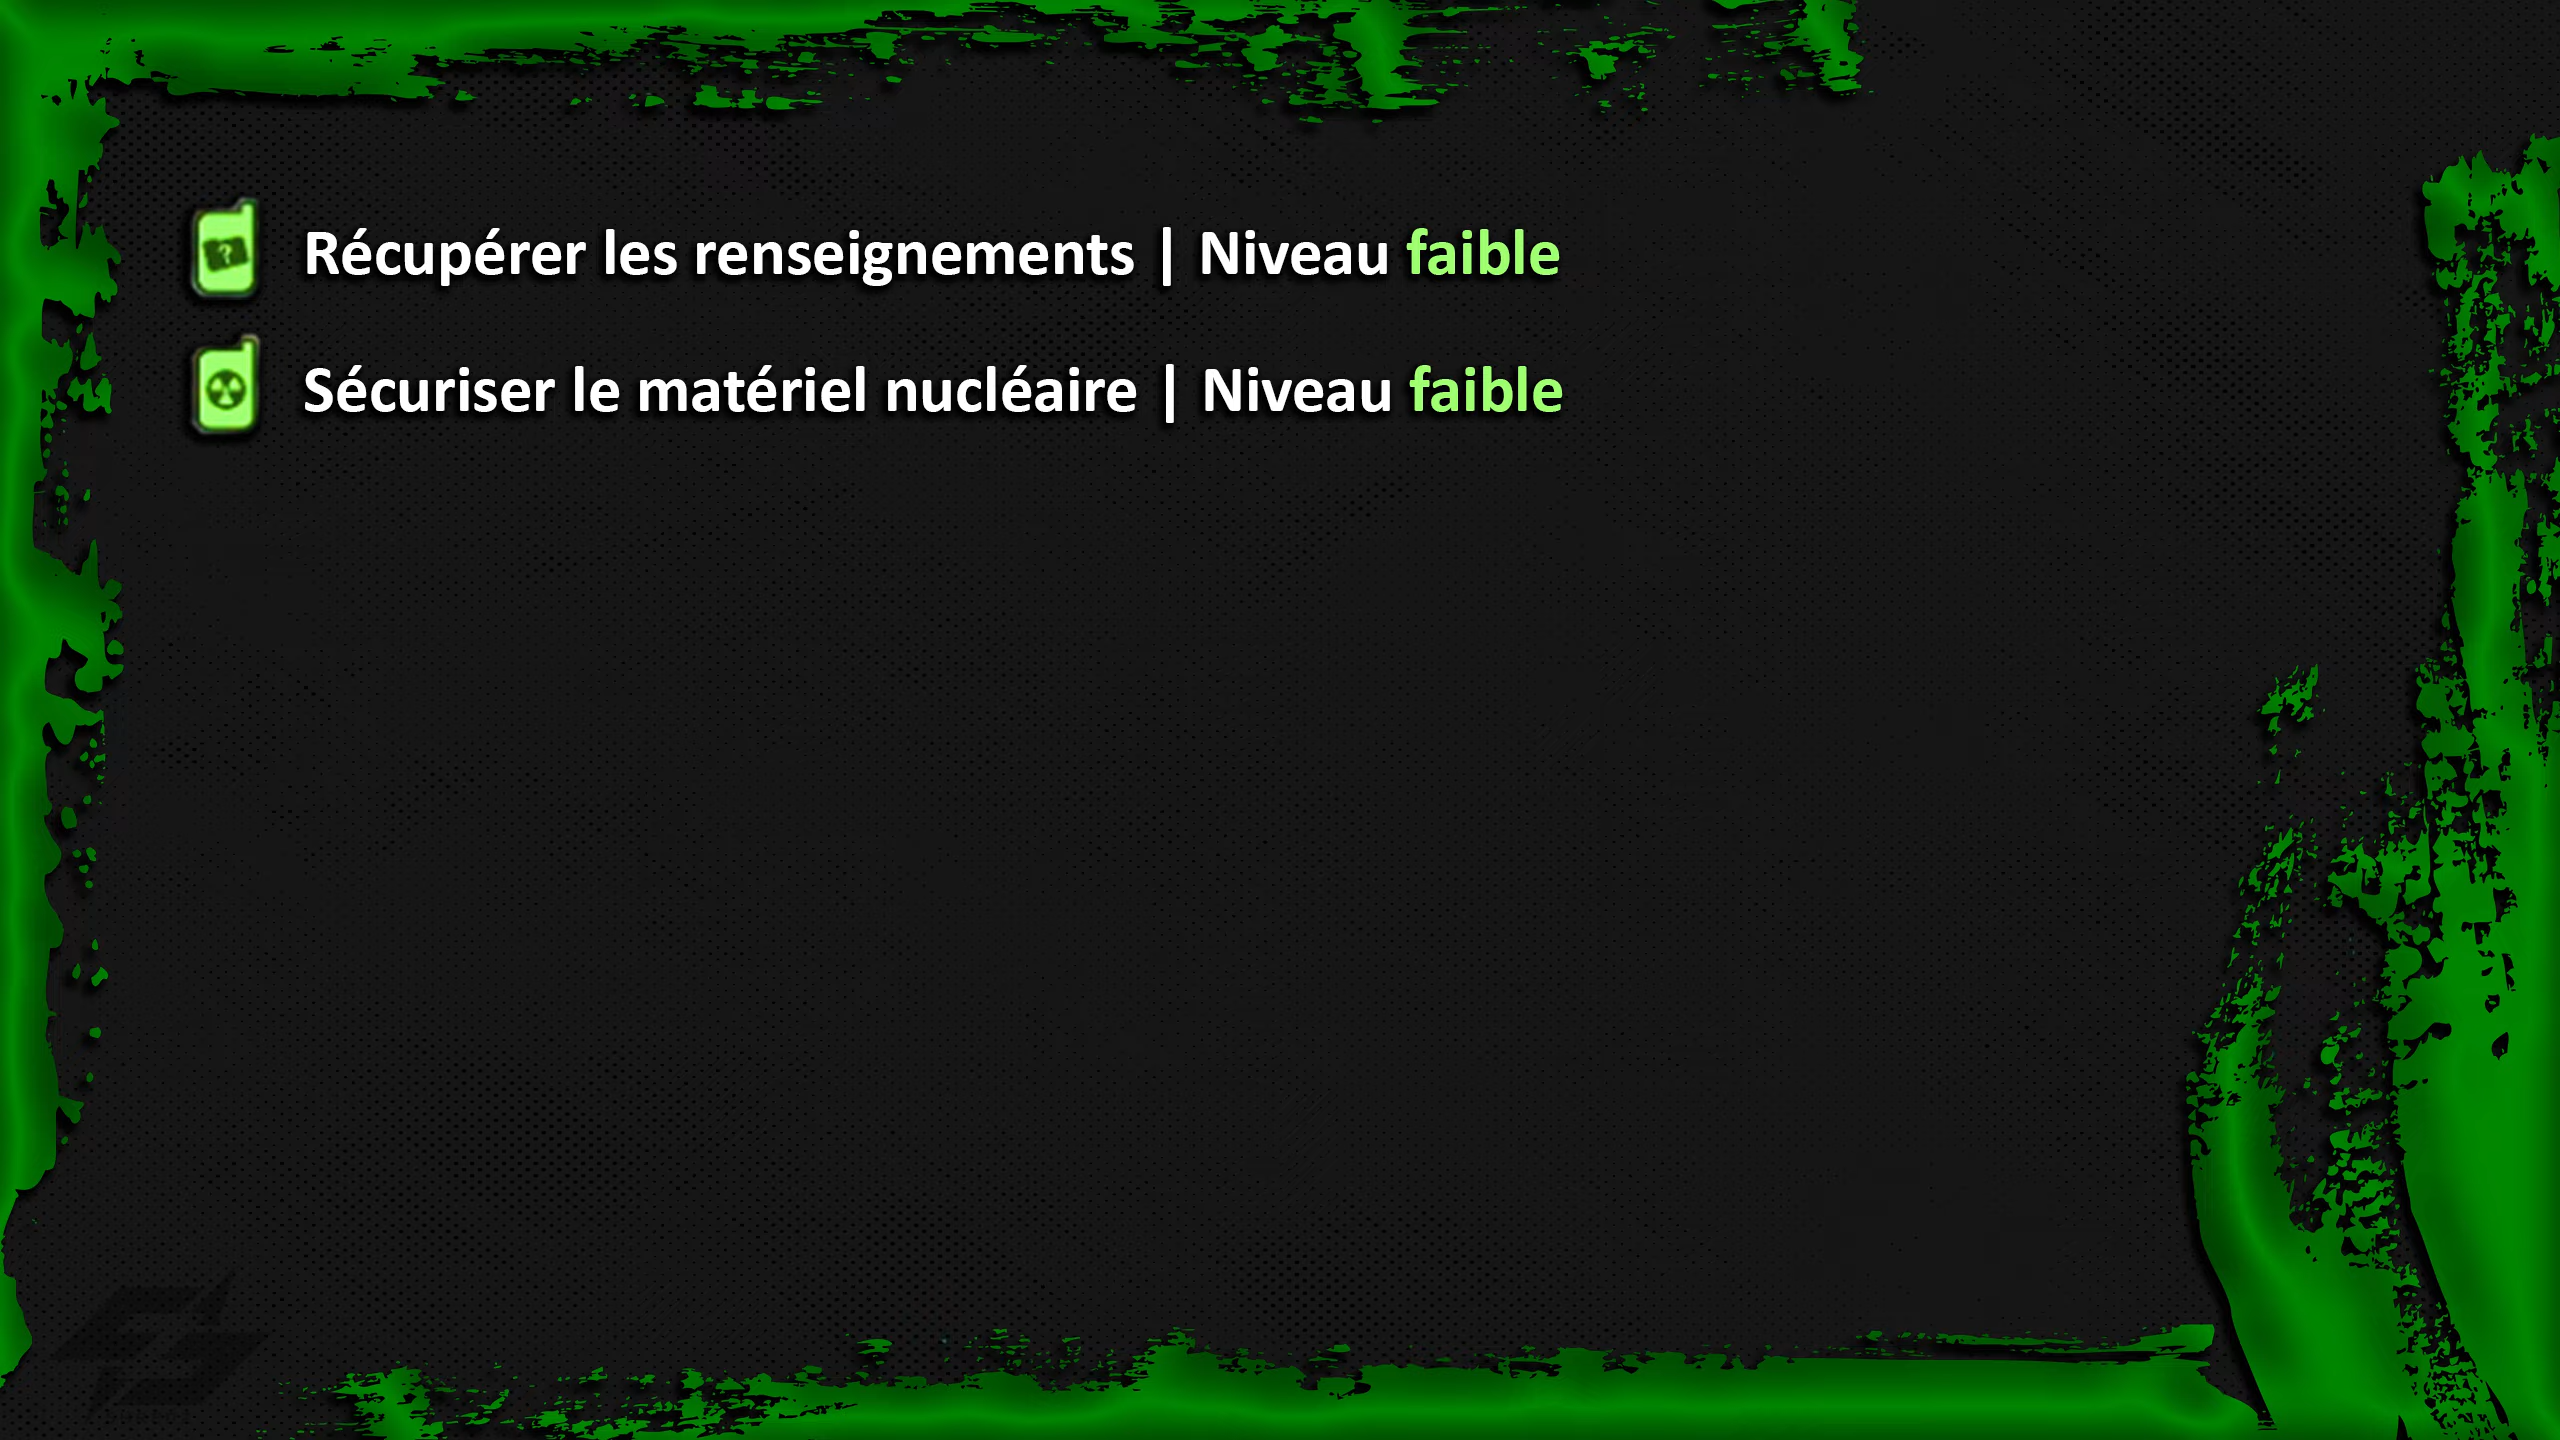 Récupérer les renseignements | Niveau faible
Sécuriser le matériel nucléaire | Niveau faible